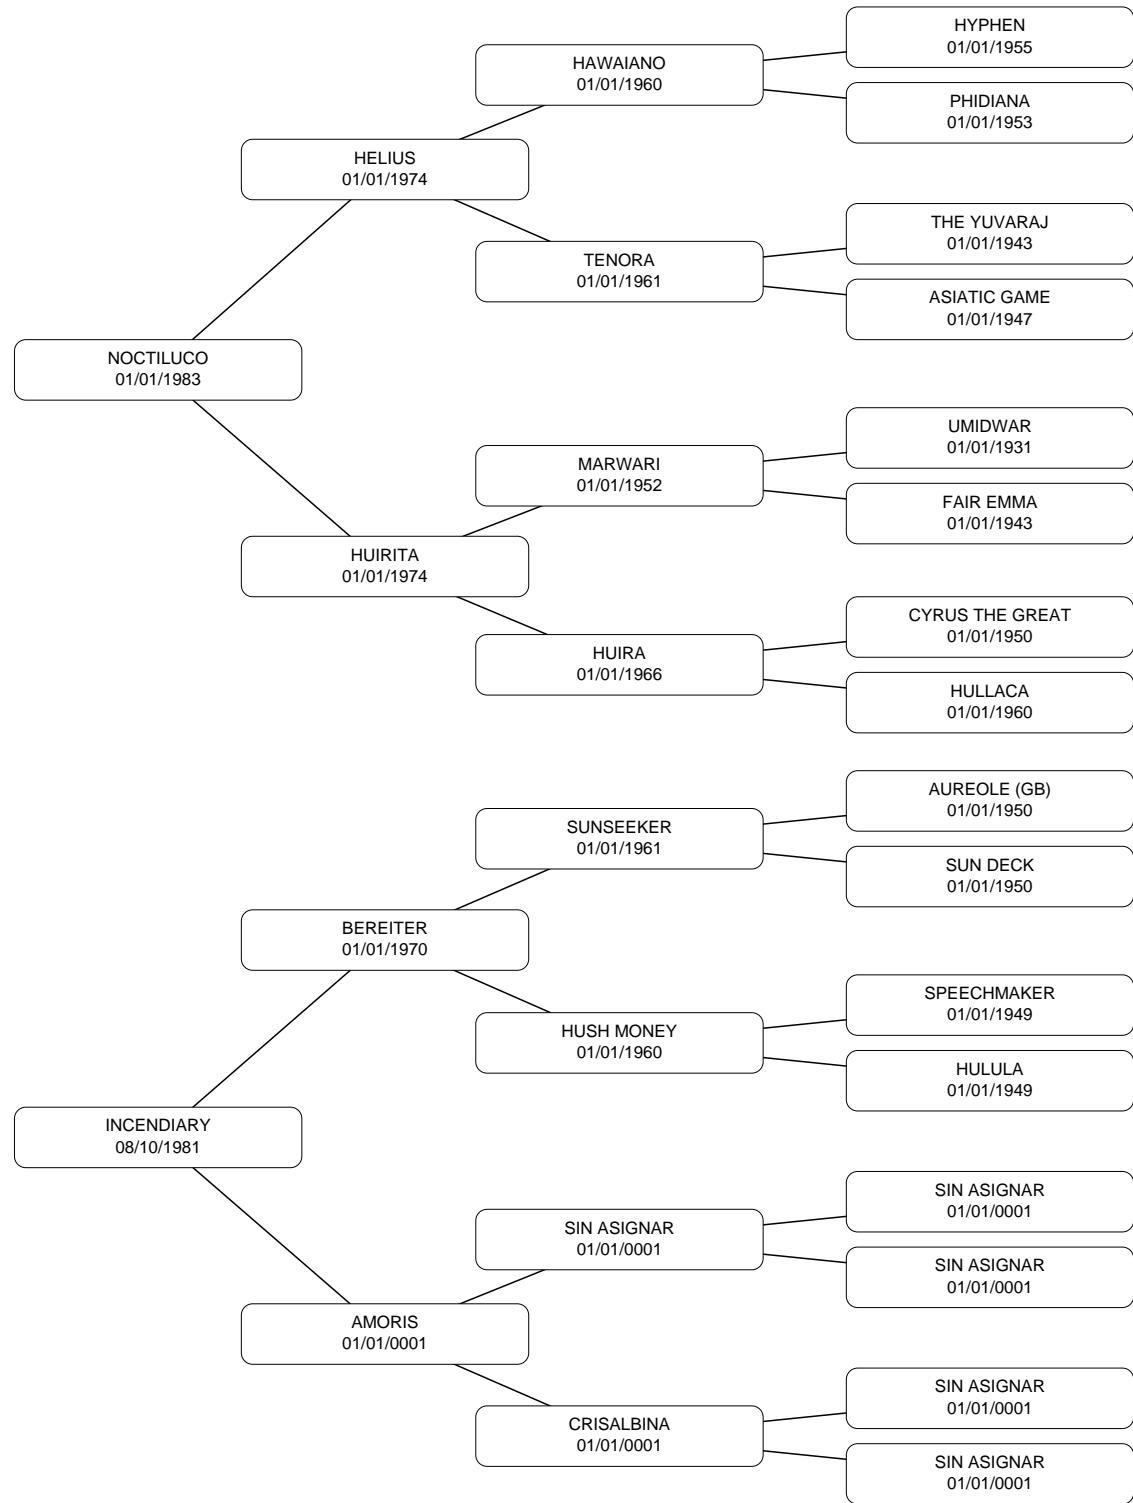 HYPHEN
01/01/1955
HAWAIANO
01/01/1960
PHIDIANA
01/01/1953
HELIUS
01/01/1974
THE YUVARAJ
01/01/1943
TENORA
01/01/1961
ASIATIC GAME
01/01/1947
NOCTILUCO
01/01/1983
UMIDWAR
01/01/1931
MARWARI
01/01/1952
FAIR EMMA
01/01/1943
HUIRITA
01/01/1974
CYRUS THE GREAT
01/01/1950
HUIRA
01/01/1966
HULLACA
01/01/1960
AUREOLE (GB)
01/01/1950
SUNSEEKER
01/01/1961
SUN DECK
01/01/1950
BEREITER
01/01/1970
SPEECHMAKER
01/01/1949
HUSH MONEY
01/01/1960
HULULA
01/01/1949
INCENDIARY
08/10/1981
SIN ASIGNAR
01/01/0001
SIN ASIGNAR
01/01/0001
SIN ASIGNAR
01/01/0001
AMORIS
01/01/0001
SIN ASIGNAR
01/01/0001
CRISALBINA
01/01/0001
SIN ASIGNAR
01/01/0001